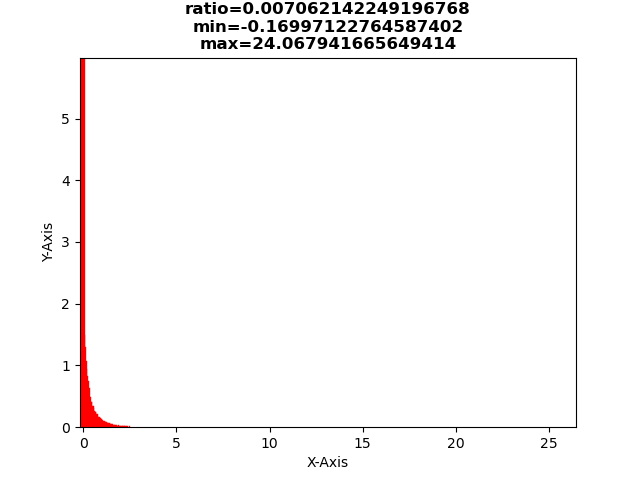 ratio=0.007062142249196768
min=-0.16997122764587402
max=24.067941665649414
5
4
3
2
1
0
Y-Axis
0 5 10 15 20 25
X-Axis